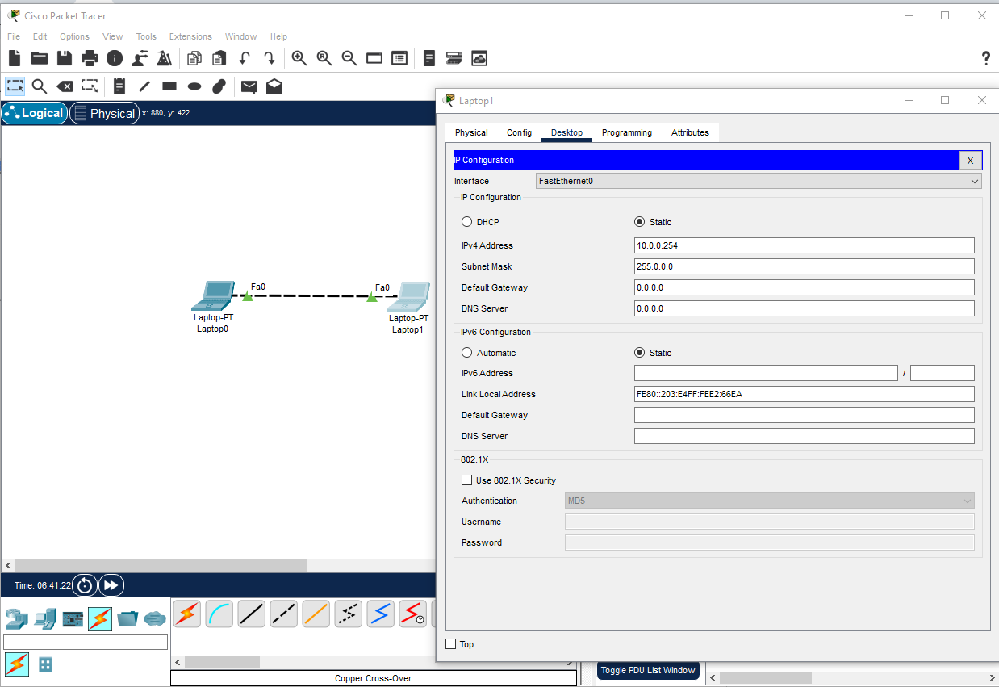 Cisco Packet Tracer
File Edit Options View Tools Extensions Window Help
Logical Physical x: 880, y: 422
Fa0 Fa0
Laptop-PT Laptop-PT
Laptop0 Laptop1
Time: 06:41:22
Copper Cross-Over
Toggle PDU List Window
Laptop1
Physical Config Desktop Programming Attributes
IP Configuration X
Interface FastEthernet0
IP Configuration
DHCP Static
IPv4 Address 10.0.0.254
Subnet Mask 255.0.0.0
Default Gateway 0.0.0.0
DNS Server 0.0.0.0
IPv6 Configuration
Automatic Static
IPv6 Address /
Link Local Address FE80::203:E4FF:FEE2:66EA
Default Gateway
DNS Server
802.1X
Use 802.1X Security
Authentication MD5
Username
Password
Top